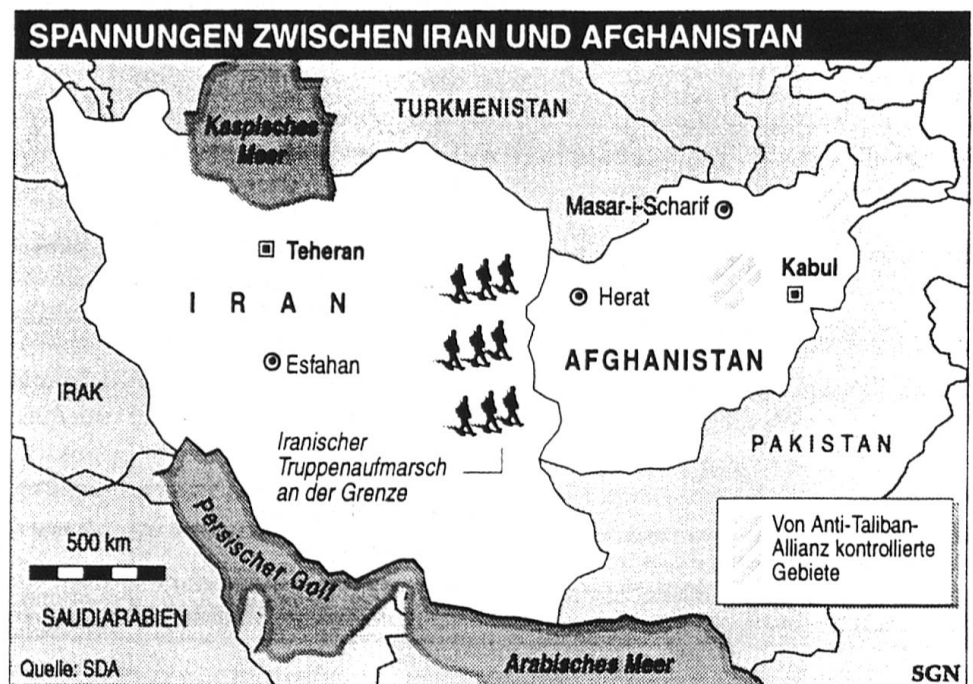 SPANNUNGEN ZWISCHEN IRAN UND AFGHANISTAN
Kaspisches
Meer
TURKMENISTAN
Masar-i-Scharif
Teheran
Kabul
IRAN
Herat
Esfahan
AFGHANISTAN
IRAK
PAKISTAN
Iranischer
Truppenaufmarsch
an der Grenze
Persischer Golf
500 km
Von Anti-Taliban-
Allianz kontrollierte
Gebiete
SAUDIARABIEN
Arabisches Meer
Quelle: SDA
SGN